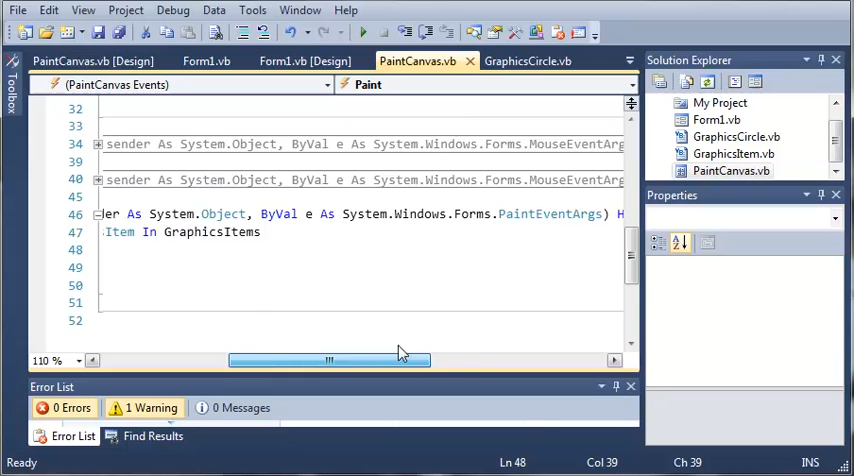 File Edit View Project Debug Data Tools Window Help
PaintCanvas.vb [Design] Form1.vb Form1.vb [Design] PaintCanvas.vb GraphicsCircle.vb
Toolbox
(PaintCanvas Events) Paint
32
33
34 sender As System.Object, ByVal e As System.Windows.Forms.MouseEventArg
39
40 sender As System.Object, ByVal e As System.Windows.Forms.MouseEventArg
45
46 der As System.Object, ByVal e As System.Windows.Forms.PaintEventArgs) H
47 Item In GraphicsItems
48
49
50
51
52
110 %
Solution Explorer
My Project
Form1.vb
GraphicsCircle.vb
GraphicsItem.vb
PaintCanvas.vb
Properties
Error List
0 Errors 1 Warning 0 Messages
Error List Find Results
Ready Ln 48 Col 39 Ch 39 INS